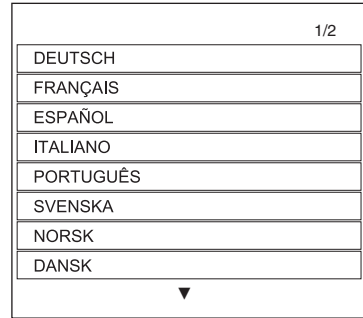 1/2
DEUTSCH
FRANÇAIS
ESPAÑOL
ITALIANO
PORTUGUÊS
SVENSKA
NORSK
DANSK
▼